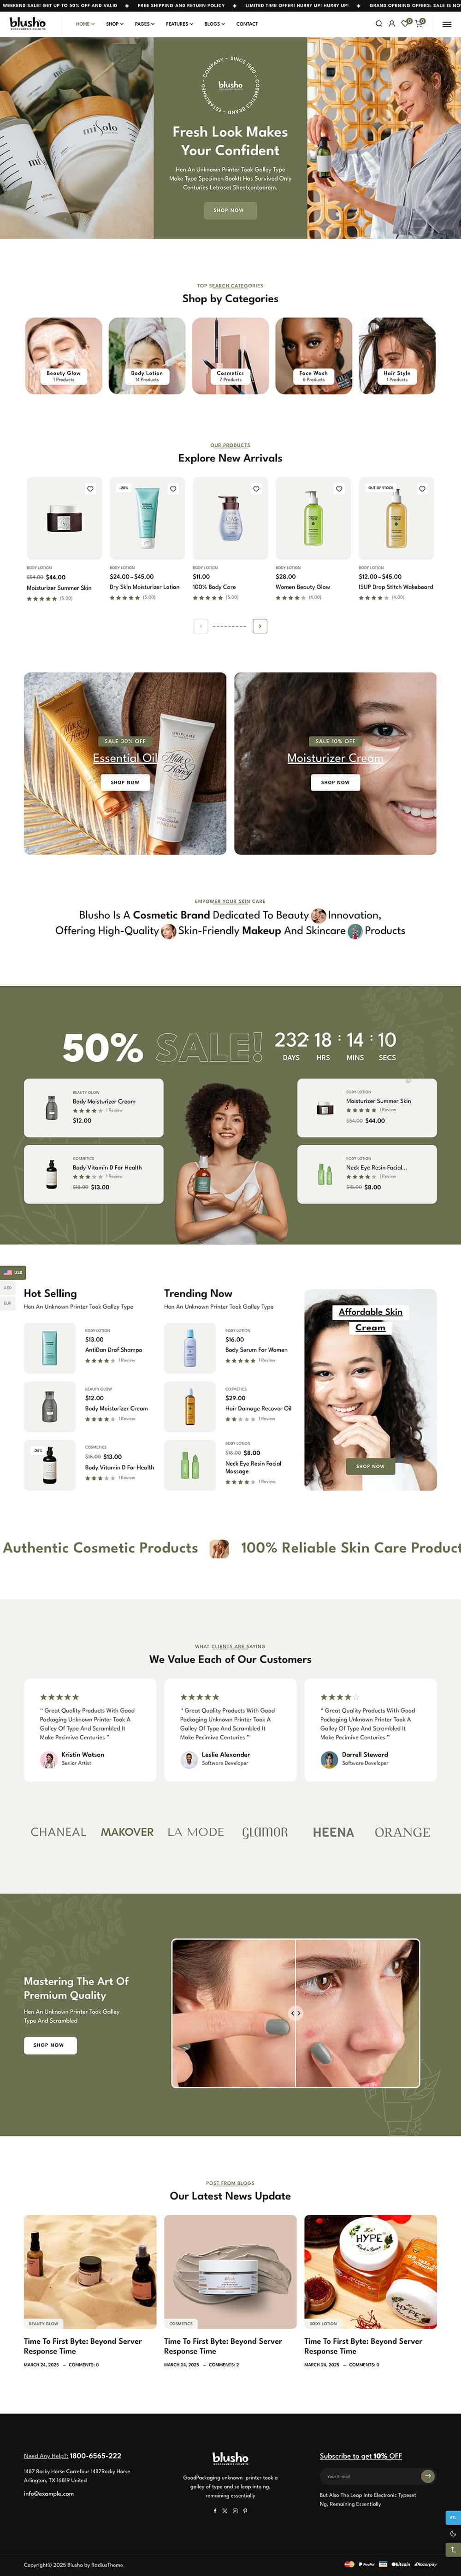 WEEKEND SALE! GET UP TO 50% OFF AND VALID ✦ FREE SHIPPING AND RETURN POLICY ✦ LIMITED TIME OFFER! HURRY UP! HURRY UP! ✦ GRAND OPENING OFFERS: SALE IS NO
blusho
HOME SHOP PAGES FEATURES BLOGS CONTACT
0 0
COMPANY - SINCE 1890 - COSMETICS BRAND - ESTABLISHED
blusho
misolo
Fresh Look Makes
Your Confident
Hen An Unknown Printer Took Galley Type
Make Type Specimen BookIt Has Survived Only
Centuries Letraset Sheetcontaorem.
SHOP NOW
TOP SEARCH CATEGORIES
Shop by Categories
Beauty Glow
1 Products
Body Lotion
14 Products
Cosmetics
7 Products
Face Wash
6 Products
Hair Style
1 Products
OUR PRODUCTS
Explore New Arrivals
-20%
OUT OF STOCK
BODY LOTION
$54.00 $44.00
Moisturizer Summer Skin
(5.00)
BODY LOTION
$24.00 – $45.00
Dry Skin Moisturizer Lotion
(5.00)
BODY LOTION
$11.00
100% Body Care
(5.00)
BODY LOTION
$28.00
Women Beauty Glow
(4.00)
BODY LOTION
$12.00 – $45.00
ISUP Drop Stitch Wakeboard
(4.00)
SALE 30% OFF
Essential Oil
SHOP NOW
ORIFLAME
Milk & Honey
SALE 10% OFF
Moisturizer Cream
SHOP NOW
EMPOWER YOUR SKIN CARE
Blusho Is A Cosmetic Brand Dedicated To Beauty Innovation,
Offering High-Quality Skin-Friendly Makeup And Skincare Products
50% SALE!
232 : 18 : 14 : 10
DAYS HRS MINS SECS
BEAUTY GLOW
Body Moisturizer Cream
1 Review
$12.00
COSMETICS
Body Vitamin D For Health
1 Review
$18.00 $13.00
BODY LOTION
Moisturizer Summer Skin
1 Review
$54.00 $44.00
BODY LOTION
Neck Eye Resin Facial...
1 Review
$18.00 $8.00
USD
AED
EUR
Hot Selling
Hen An Unknown Printer Took Galley Type
BODY LOTION
$13.00
AntiDan Draf Shampo
1 Review
BEAUTY GLOW
$12.00
Body Moisturizer Cream
1 Review
COSMETICS
$18.00 $13.00
Body Vitamin D For Health
1 Review
Trending Now
Hen An Unknown Printer Took Galley Type
BODY LOTION
$16.00
Body Serum For Women
1 Review
COSMETICS
$29.00
Hair Damage Recover Oil
1 Review
BODY LOTION
$18.00 $8.00
Neck Eye Resin Facial
Massage
1 Review
Affordable Skin
Cream
SHOP NOW
Authentic Cosmetic Products 100% Reliable Skin Care Product
WHAT CLIENTS ARE SAYING
We Value Each of Our Customers
“ Great Quality Products With Good
Packaging Unknown Printer Took A
Galley Of Type And Scrambled It
Make Pecimive Centuries ”
Kristin Watson
Senior Artist
“ Great Quality Products With Good
Packaging Unknown Printer Took A
Galley Of Type And Scrambled It
Make Pecimive Centuries ”
Leslie Alexander
Software Developer
“ Great Quality Products With Good
Packaging Unknown Printer Took A
Galley Of Type And Scrambled It
Make Pecimive Centuries ”
Darrell Steward
Software Developer
CHANEAL MAKOVER LA MODE glamor HEENA ORANGE
Mastering The Art Of
Premium Quality
Hen An Unknown Printer Took Galley
Type And Scrambled
SHOP NOW
POST FROM BLOGS
Our Latest News Update
BEAUTY GLOW
Time To First Byte: Beyond Server
Response Time
MARCH 24, 2025 — COMMENTS: 0
COSMETICS
Time To First Byte: Beyond Server
Response Time
MARCH 24, 2025 — COMMENTS: 2
HYPE
BODY LOTION
Time To First Byte: Beyond Server
Response Time
MARCH 24, 2025 — COMMENTS: 0
Need Any Help?: 1800-6565-222
1487 Rocky Horse Carrefour 1487Rocky Horse
Arlington, TX 16819 United
info@example.com
blusho
GoodPackaging unknown printer took a
galley of type and se leap into ng,
remaining essentially
Subscribe to get 10% OFF
Your E-mail
But Also The Leap Into Electronic Typeset
Ng, Remaining Essentially
Copyright© 2025 Blusho by RadiusTheme
PayPal bitcoin Razorpay